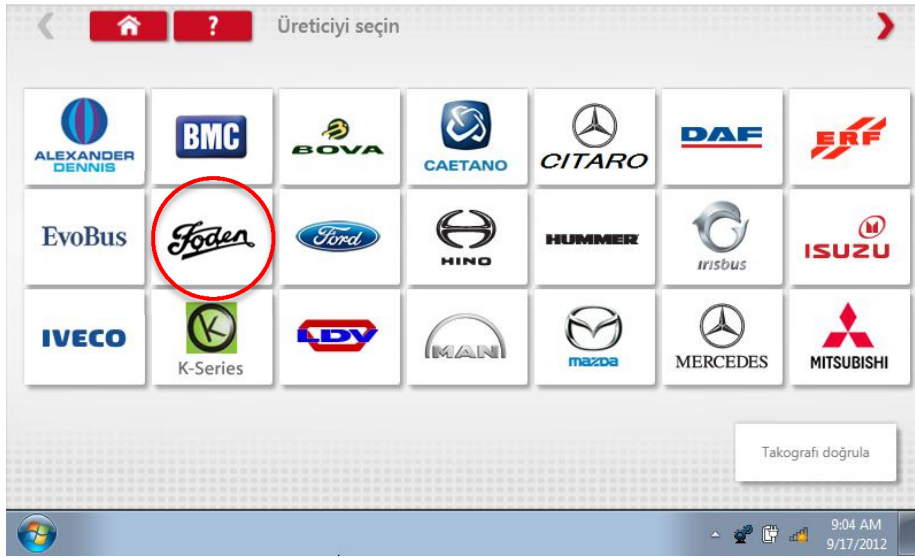 ? Üreticiyi seçin
ALEXANDER
DENNIS
BMC
BOVA
CAETANO
CITARO
DAF
ERF
EvoBus
Foden
Ford
HINO
HUMMER
irisbus
ISUZU
IVECO
K
K-Series
LDV
MAN
mazda
MERCEDES
MITSUBISHI
Takografı doğrula
9:04 AM
9/17/2012